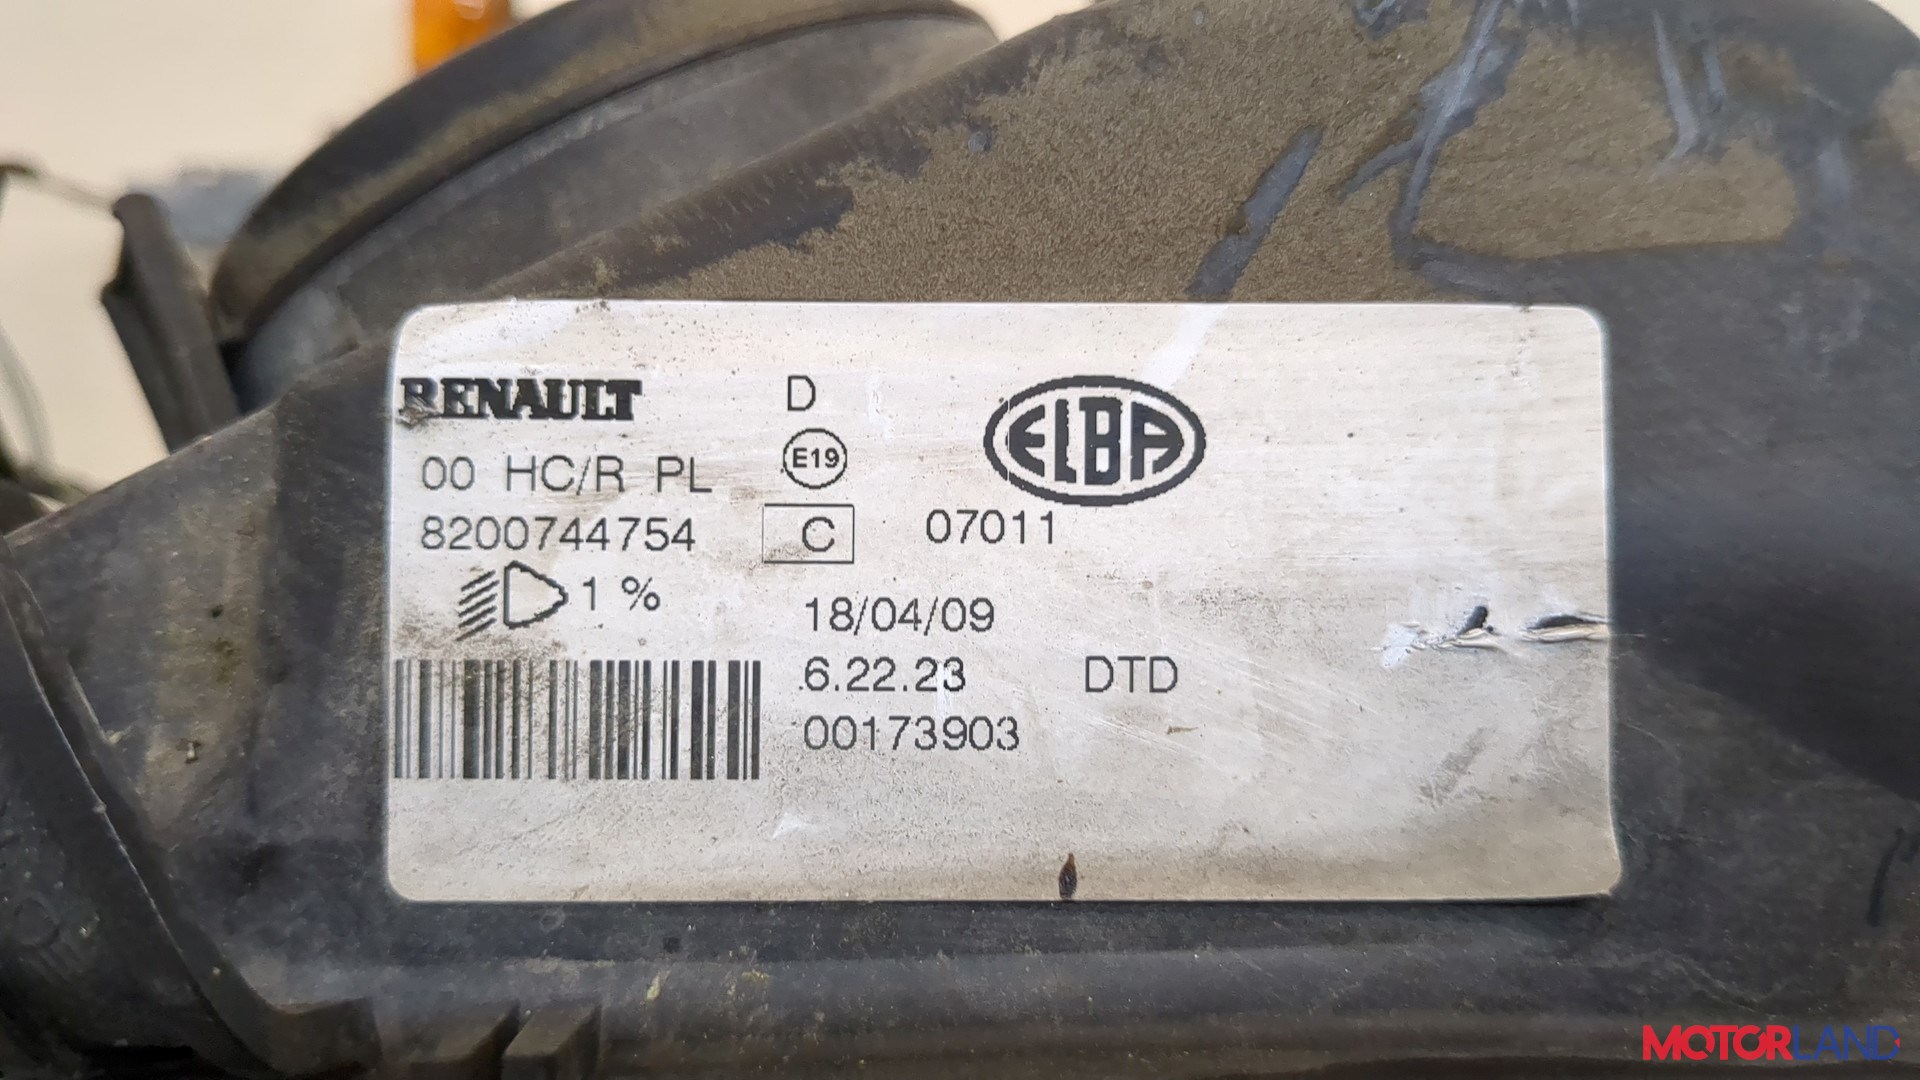 RENAULT D ELBA
E19
00 HC/R PL
8200744754 C 07011
1 %
18/04/09
6.22.23 DTD
00173903
MOTORLAND